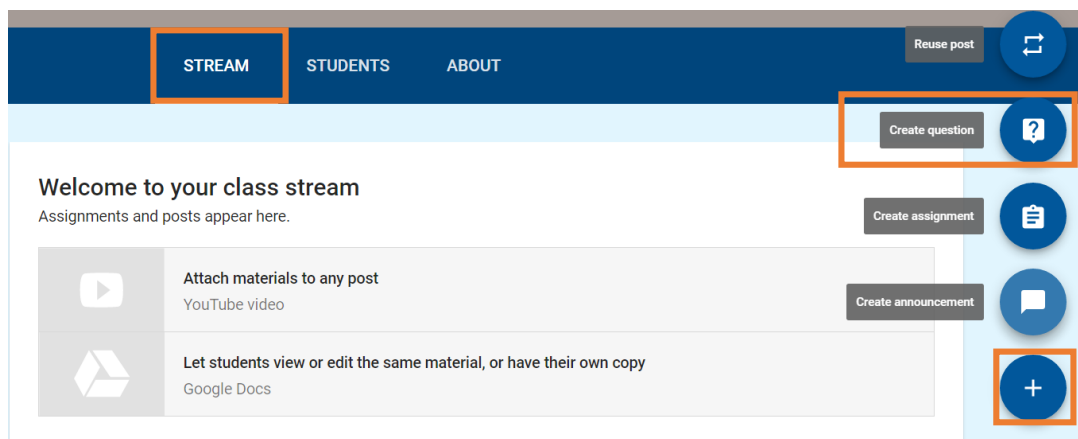 STREAM
STUDENTS
ABOUT
Reuse post
Create question
Welcome to your class stream
Assignments and posts appear here.
Create assignment
Attach materials to any post
YouTube video
Create announcement
Let students view or edit the same material, or have their own copy
Google Docs